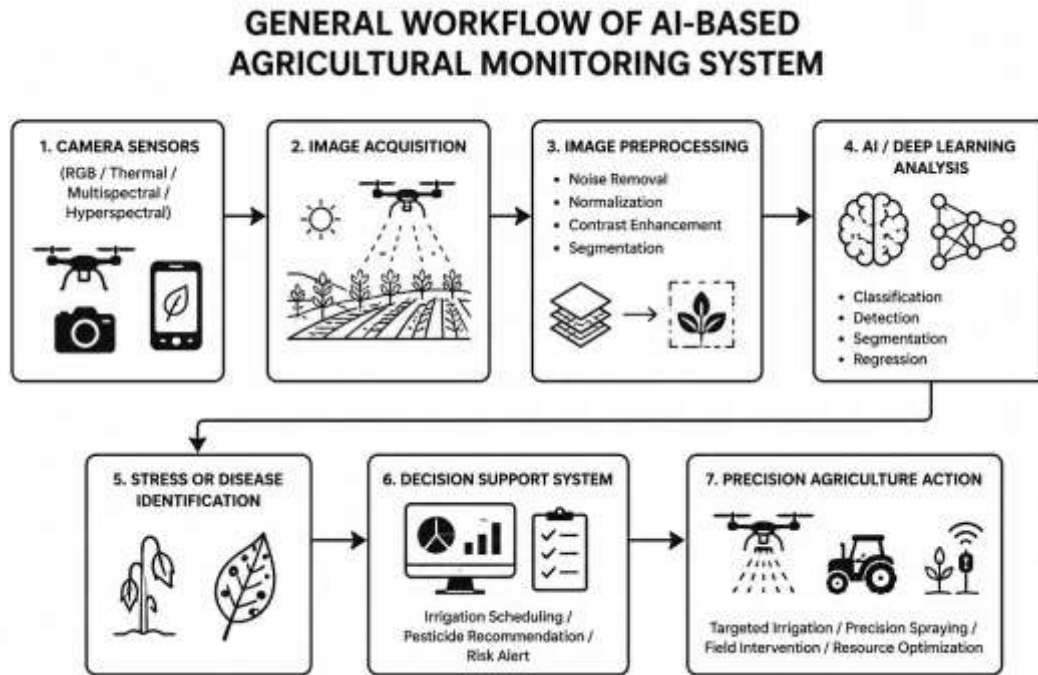 GENERAL WORKFLOW OF AI-BASED
AGRICULTURAL MONITORING SYSTEM
1. CAMERA SENSORS
(RGB / Thermal /
Multispectral /
Hyperspectral)
2. IMAGE ACQUISITION
3. IMAGE PREPROCESSING
• Noise Removal
• Normalization
• Contrast Enhancement
• Segmentation
4. AI / DEEP LEARNING
ANALYSIS
• Classification
• Detection
• Segmentation
• Regression
5. STRESS OR DISEASE
IDENTIFICATION
6. DECISION SUPPORT SYSTEM
Irrigation Scheduling /
Pesticide Recommendation /
Risk Alert
7. PRECISION AGRICULTURE ACTION
Targeted Irrigation / Precision Spraying /
Field Intervention / Resource Optimization